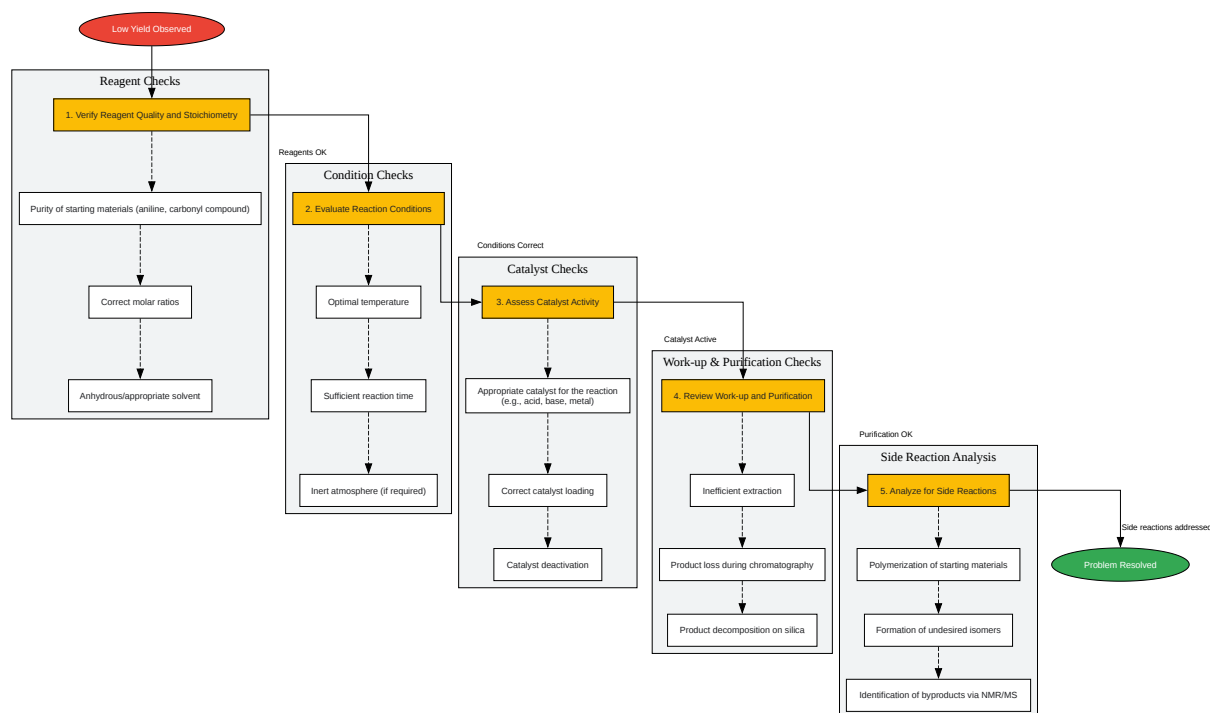 Low Yield Observed
Reagent Checks
1. Verify Reagent Quality and Stoichiometry
Purity of starting materials (aniline, carbonyl compound)
Correct molar ratios
Anhydrous/appropriate solvent
Reagents OK
Condition Checks
2. Evaluate Reaction Conditions
Optimal temperature
Sufficient reaction time
Inert atmosphere (if required)
Conditions Correct
Catalyst Checks
3. Assess Catalyst Activity
Appropriate catalyst for the reaction
(e.g., acid, base, metal)
Correct catalyst loading
Catalyst deactivation
Catalyst Active
Work-up & Purification Checks
4. Review Work-up and Purification
Inefficient extraction
Product loss during chromatography
Product decomposition on silica
Purification OK
Side Reaction Analysis
5. Analyze for Side Reactions
Polymerization of starting materials
Formation of undesired isomers
Identification of byproducts via NMR/MS
Side reactions addressed
Problem Resolved